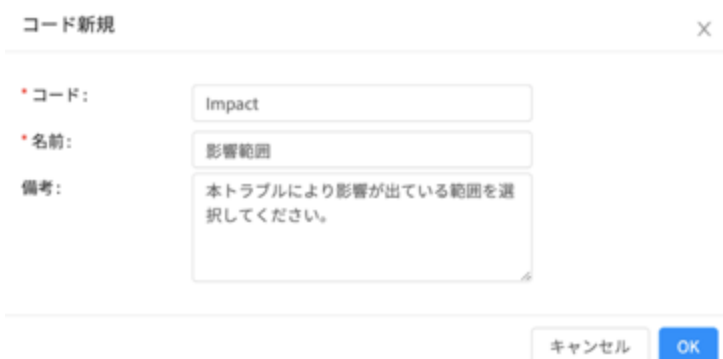 コード新規
* コード: Impact
* 名前: 影響範囲
備考: 本トラブルにより影響が出ている範囲を選
択してください。
キャンセル OK